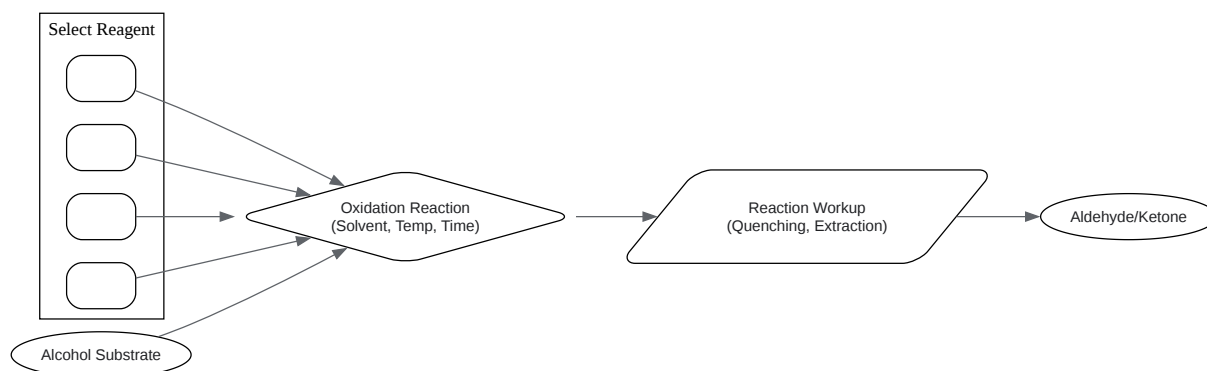 Select Reagent
Oxidation Reaction
(Solvent, Temp, Time)
Reaction Workup
(Quenching, Extraction)
Aldehyde/Ketone
Alcohol Substrate